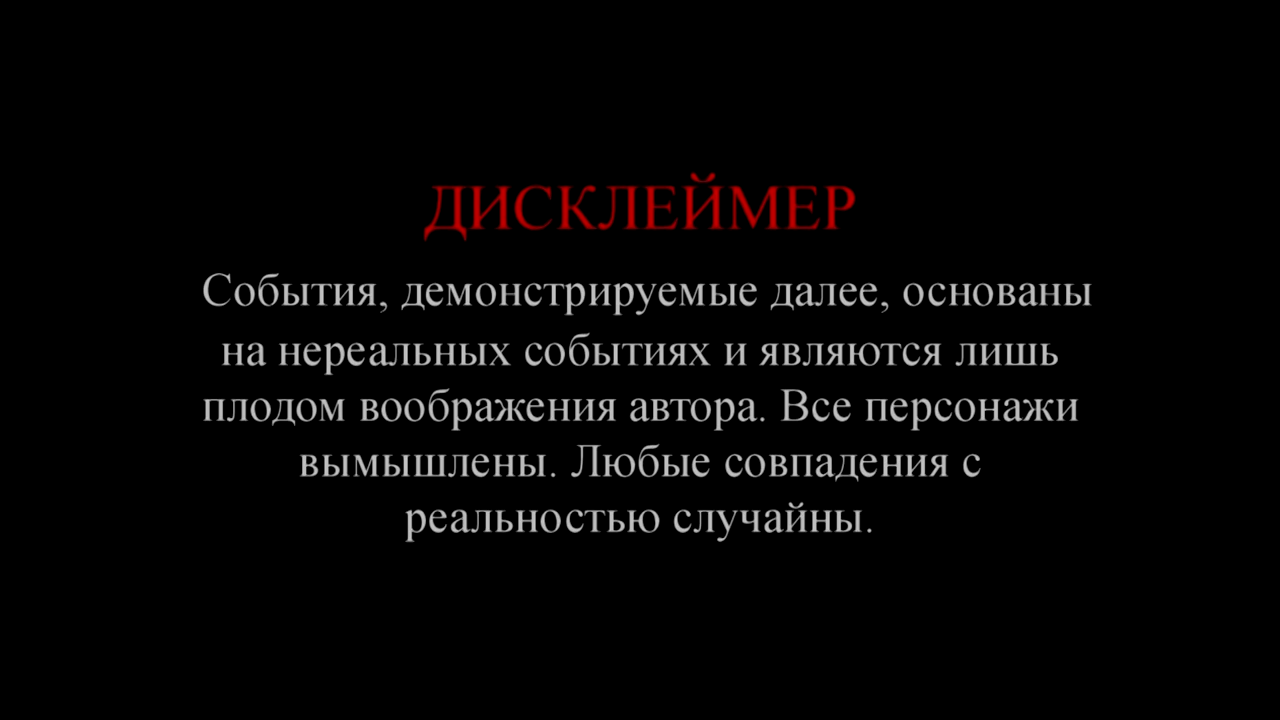 ДИСКЛЕЙМЕР
События, демонстрируемые далее, основаны
на нереальных событиях и являются лишь
плодом воображения автора. Все персонажи
вымышлены. Любые совпадения с
реальностью случайны.